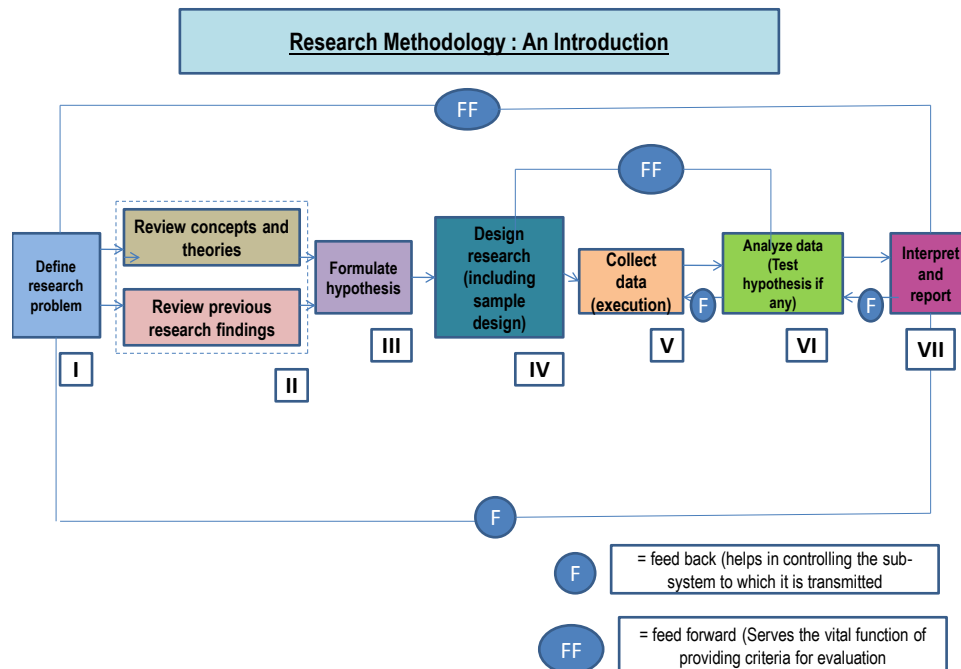 Research Methodology : An Introduction
FF
FF
Define
research
problem
Review concepts and
theories
Review previous
research findings
Formulate
hypothesis
Design
research
(including
sample
design)
Collect
data
(execution)
F
Analyze data
(Test
hypothesis if
any)
F
Interpret
and
report
I
II
III
IV
V
VI
VII
F
F
= feed back (helps in controlling the sub-
system to which it is transmitted
FF
= feed forward (Serves the vital function of
providing criteria for evaluation